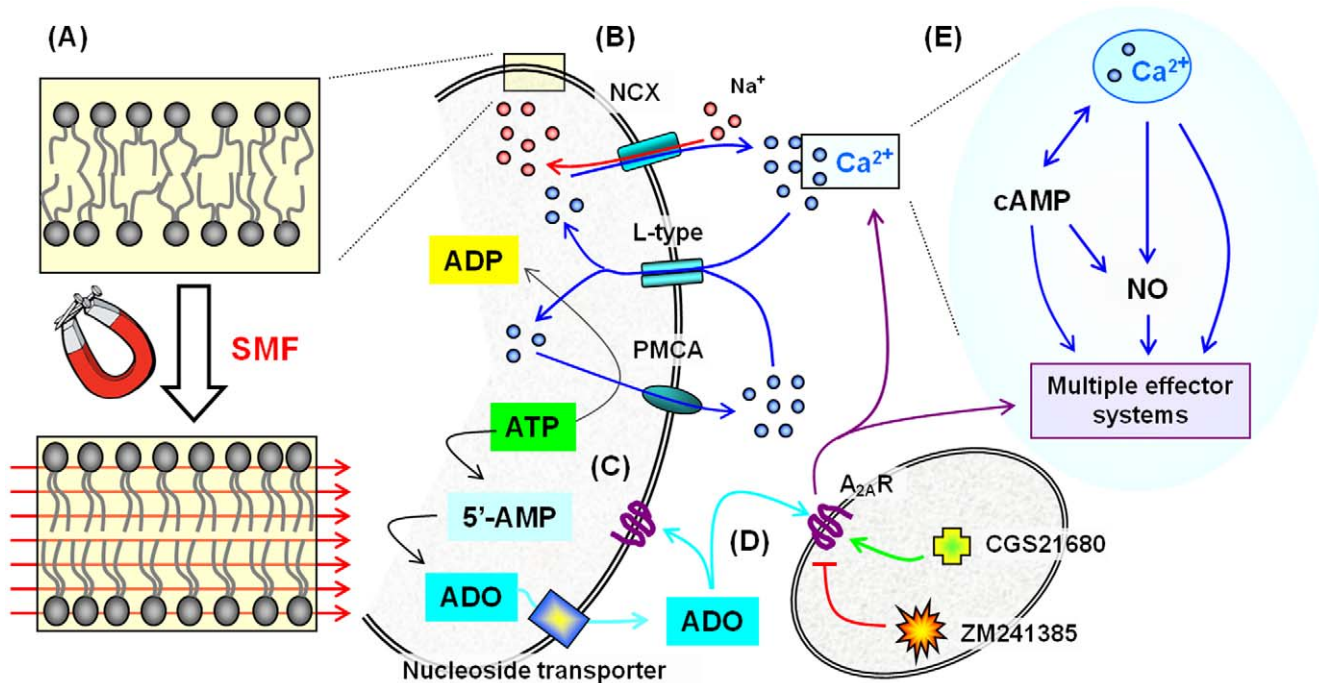 (A)
(B)
(E)
NCX
Na⁺
Ca²⁺
Ca²⁺
cAMP
NO
Multiple effector
systems
L-type
ADP
SMF
PMCA
ATP
(C)
5'-AMP
A₂AR
(D)
CGS21680
ADO
ADO
ZM241385
Nucleoside transporter